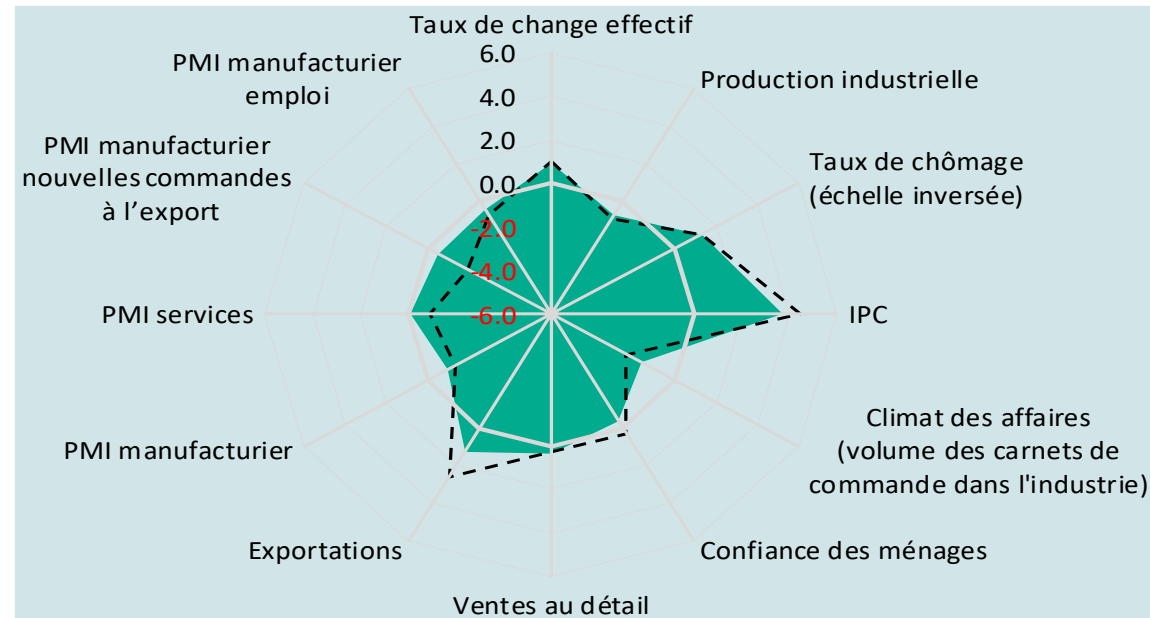 Taux de change effectif
6.0
4.0
2.0
0.0
-2.0
-4.0
-6.0
Production industrielle
Taux de chômage
(échelle inversée)
IPC
Climat des affaires
(volume des carnets de
commande dans l'industrie)
Confiance des ménages
Ventes au détail
Exportations
PMI manufacturier
PMI services
PMI manufacturier
nouvelles commandes
à l’export
PMI manufacturier
emploi